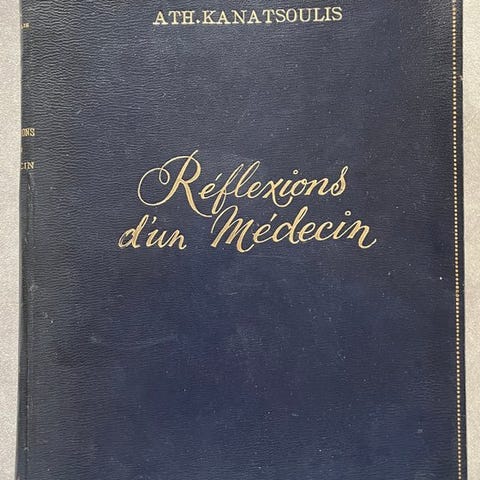 ATH.KANATSOULIS
Réflexions
d'un Médecin